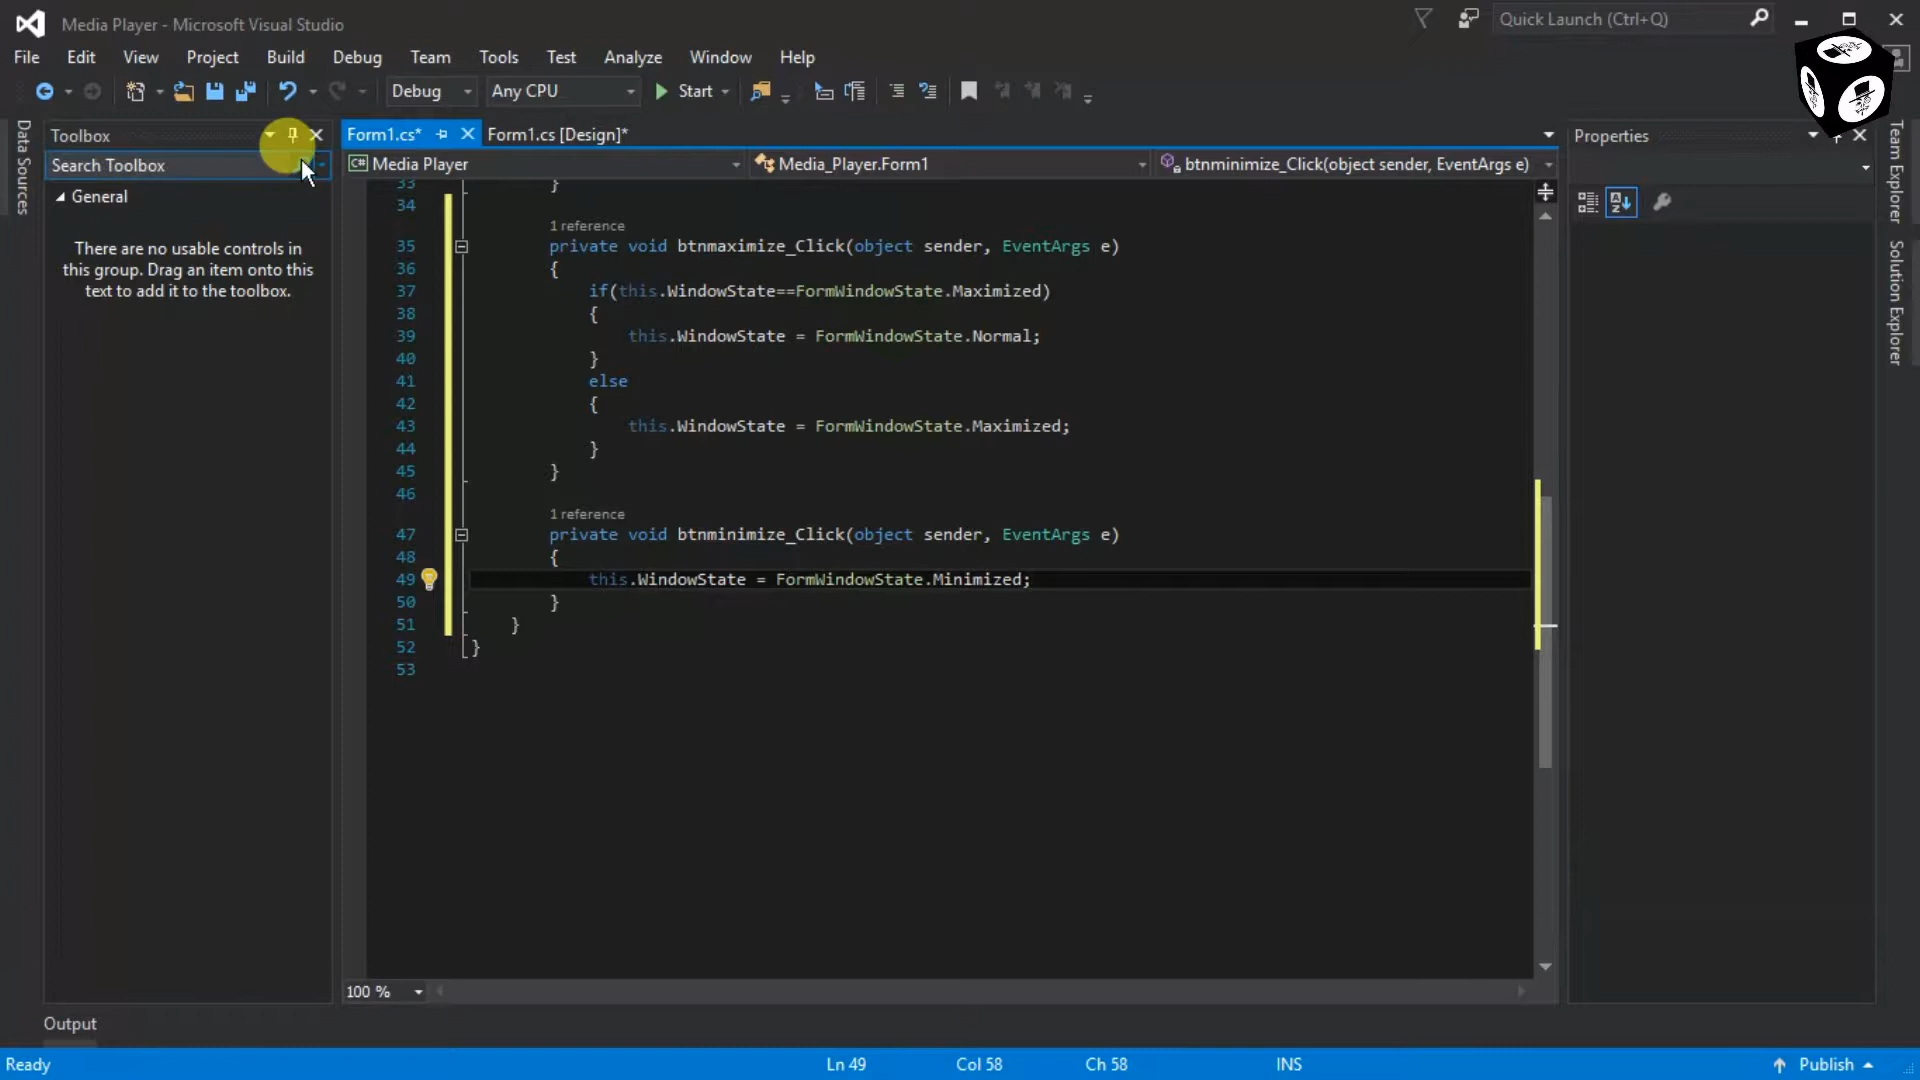 Media Player - Microsoft Visual Studio
Quick Launch (Ctrl+Q)
File Edit View Project Build Debug Team Tools Test Analyze Window Help
Debug Any CPU Start
Data Sources
Toolbox
Search Toolbox
General
There are no usable controls in
this group. Drag an item onto this
text to add it to the toolbox.
Form1.cs* Form1.cs [Design]*
C# Media Player Media_Player.Form1 btnminimize_Click(object sender, EventArgs e)
33 }
34
1 reference
35 private void btnmaximize_Click(object sender, EventArgs e)
36 {
37 if(this.WindowState==FormWindowState.Maximized)
38 {
39 this.WindowState = FormWindowState.Normal;
40 }
41 else
42 {
43 this.WindowState = FormWindowState.Maximized;
44 }
45 }
46
1 reference
47 private void btnminimize_Click(object sender, EventArgs e)
48 {
49 this.WindowState = FormWindowState.Minimized;
50 }
51 }
52 }
53
100 %
Properties
Team Explorer
Solution Explorer
Output
Ready Ln 49 Col 58 Ch 58 INS Publish